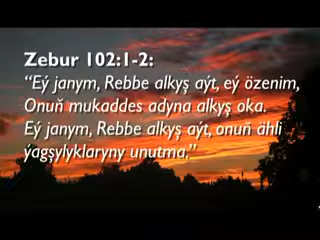 Zebur 102:1-2:
“Eý janym, Rebbe alkyş aýt, eý özenim,
Onuň mukaddes adyna alkyş oka.
Eý janym, Rebbe alkyş aýt, onuň ähli
ýagşylyklaryny unutma.”